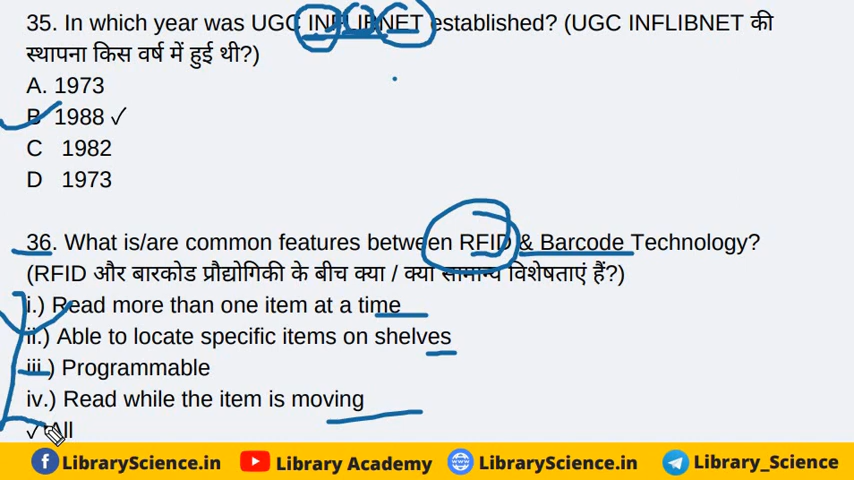 35. In which year was UGC INFLIBNET established? (UGC INFLIBNET की
स्थापना किस वर्ष में हुई थी?)
A. 1973
B 1988 ✓
C 1982
D 1973
36. What is/are common features between RFID & Barcode Technology?
(RFID और बारकोड प्रौद्योगिकी के बीच क्या / क्या सामान्य विशेषताएं हैं?)
i.) Read more than one item at a time
ii.) Able to locate specific items on shelves
iii.) Programmable
iv.) Read while the item is moving
✓ All
LibraryScience.in Library Academy LibraryScience.in Library_Science